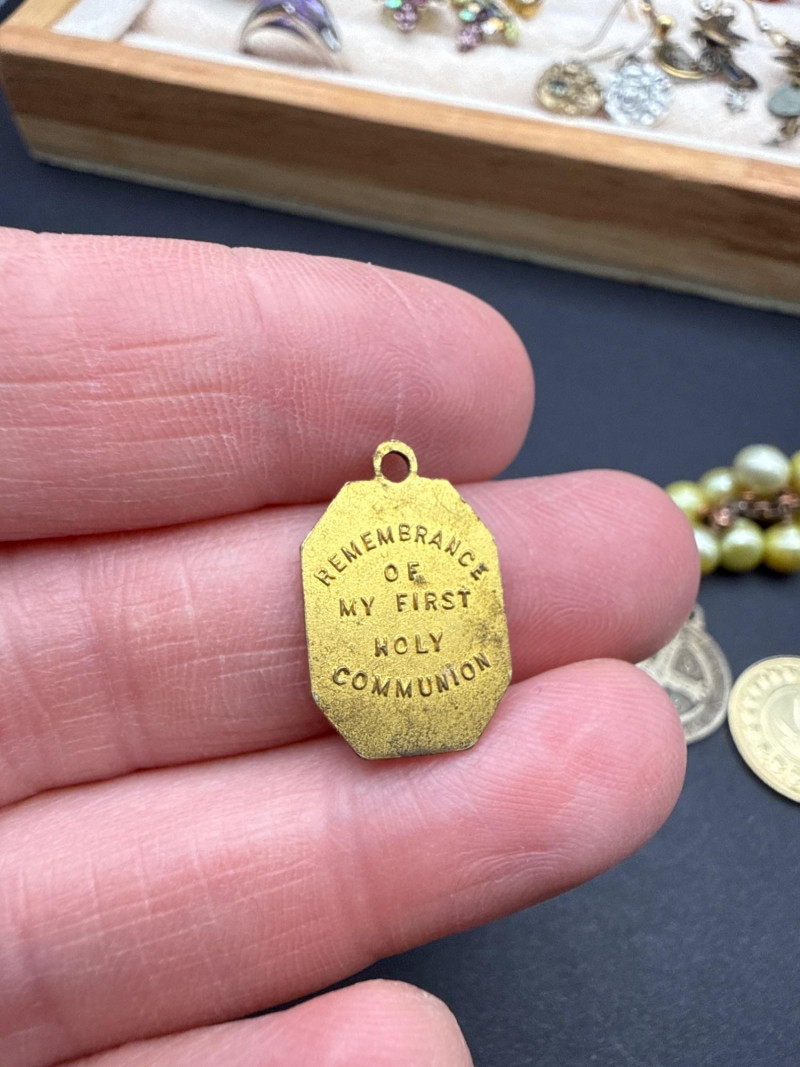 REMEMBRANCE
OF
MY FIRST
HOLY
COMMUNION